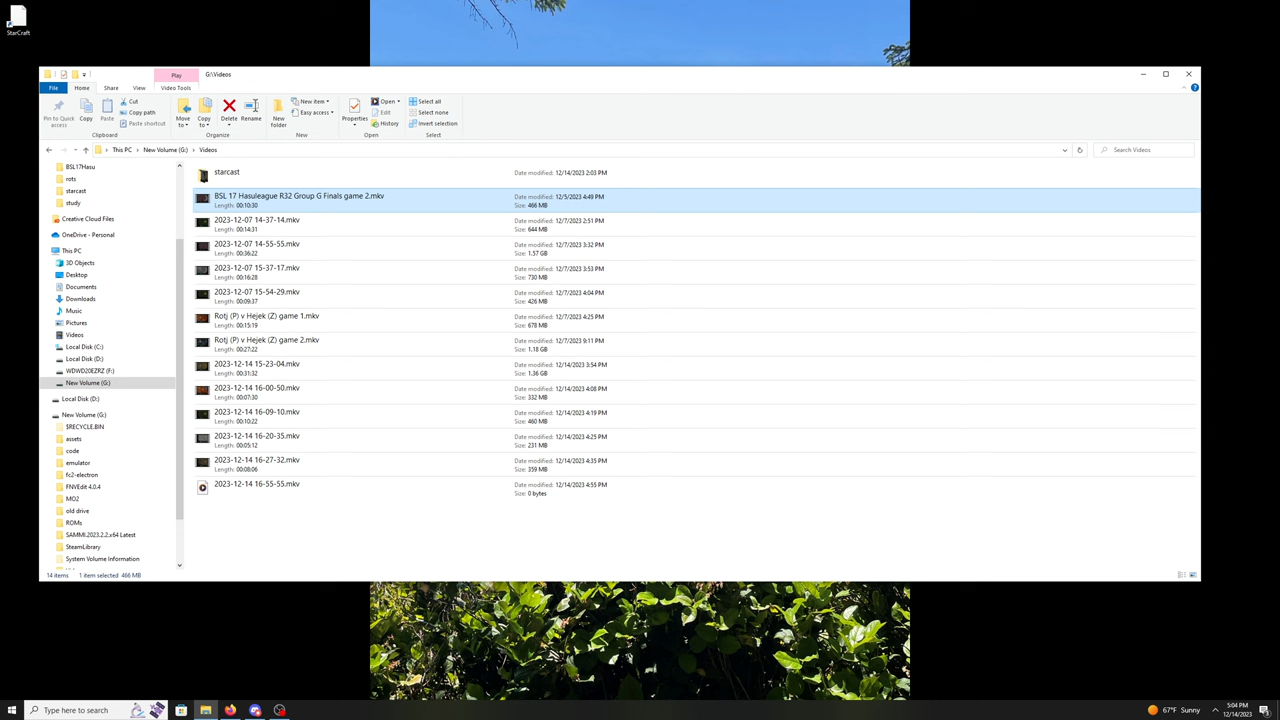 StarCraft
Play
G:\Videos
File
Home
Share
View
Video Tools
Pin to Quick access
Copy
Paste
Cut
Copy path
Paste shortcut
Clipboard
Move to
Copy to
Delete
Rename
Organize
New folder
New item
Easy access
New
Properties
Open
Edit
History
Open
Select all
Select none
Invert selection
Select
This PC
New Volume (G:)
Videos
Search Videos
BSL17Hasu
rots
starcast
study
Creative Cloud Files
OneDrive - Personal
This PC
3D Objects
Desktop
Documents
Downloads
Music
Pictures
Videos
Local Disk (C:)
Local Disk (D:)
WDWD20EZRZ (F:)
New Volume (G:)
Local Disk (D:)
New Volume (G:)
$RECYCLE.BIN
assets
code
emulator
fc2-electron
FNVEdit 4.0.4
MO2
old drive
ROMs
SAMMI.2023.2.2.x64 Latest
SteamLibrary
System Volume Information
starcast
Date modified: 12/14/2023 2:03 PM
BSL 17 Hasuleague R32 Group G Finals game 2.mkv
Date modified: 12/5/2023 4:49 PM
Length: 00:10:30
Size: 466 MB
2023-12-07 14-37-14.mkv
Date modified: 12/7/2023 2:51 PM
Length: 00:14:31
Size: 644 MB
2023-12-07 14-55-55.mkv
Date modified: 12/7/2023 3:32 PM
Length: 00:36:22
Size: 1.57 GB
2023-12-07 15-37-17.mkv
Date modified: 12/7/2023 3:53 PM
Length: 00:16:28
Size: 730 MB
2023-12-07 15-54-29.mkv
Date modified: 12/7/2023 4:04 PM
Length: 00:09:37
Size: 426 MB
Rotj (P) v Hejek (Z) game 1.mkv
Date modified: 12/7/2023 4:25 PM
Length: 00:15:19
Size: 678 MB
Rotj (P) v Hejek (Z) game 2.mkv
Date modified: 12/7/2023 9:11 PM
Length: 00:27:22
Size: 1.18 GB
2023-12-14 15-23-04.mkv
Date modified: 12/14/2023 3:54 PM
Length: 00:31:32
Size: 1.36 GB
2023-12-14 16-00-50.mkv
Date modified: 12/14/2023 4:08 PM
Length: 00:07:30
Size: 332 MB
2023-12-14 16-09-10.mkv
Date modified: 12/14/2023 4:19 PM
Length: 00:10:22
Size: 460 MB
2023-12-14 16-20-35.mkv
Date modified: 12/14/2023 4:25 PM
Length: 00:05:12
Size: 231 MB
2023-12-14 16-27-32.mkv
Date modified: 12/14/2023 4:35 PM
Length: 00:08:06
Size: 359 MB
2023-12-14 16-55-55.mkv
Date modified: 12/14/2023 4:55 PM
Size: 0 bytes
14 items
1 item selected 466 MB
Type here to search
67°F Sunny
5:04 PM
12/14/2023